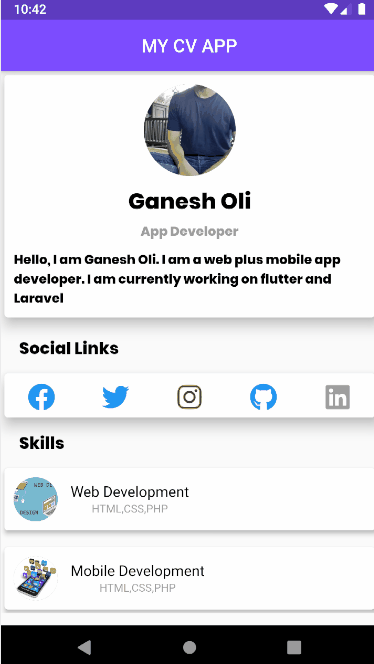 10:42
MY CV APP
Ganesh Oli
App Developer
Hello, I am Ganesh Oli. I am a web plus mobile app
developer. I am currently working on flutter and
Laravel
Social Links
Skills
Web Development
HTML,CSS,PHP
Mobile Development
HTML,CSS,PHP